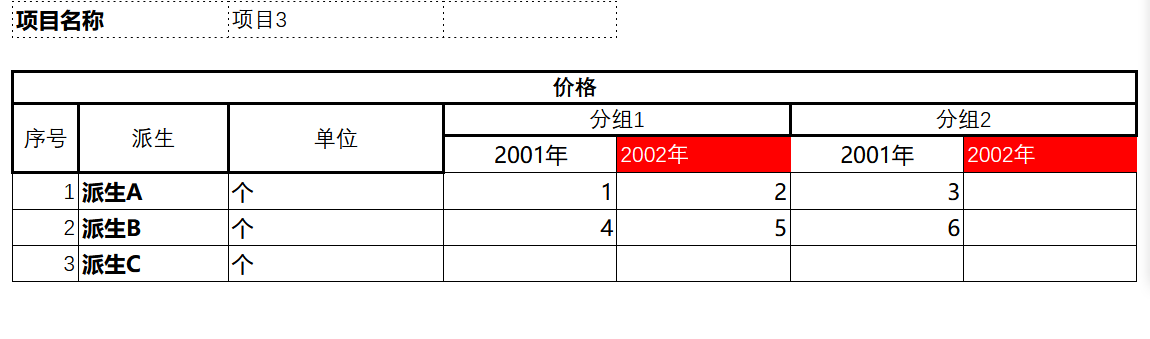 项目名称 项目3
价格
序号 派生 单位 分组1 分组2
2001年 2002年 2001年 2002年
1 派生A 个 1 2 3
2 派生B 个 4 5 6
3 派生C 个